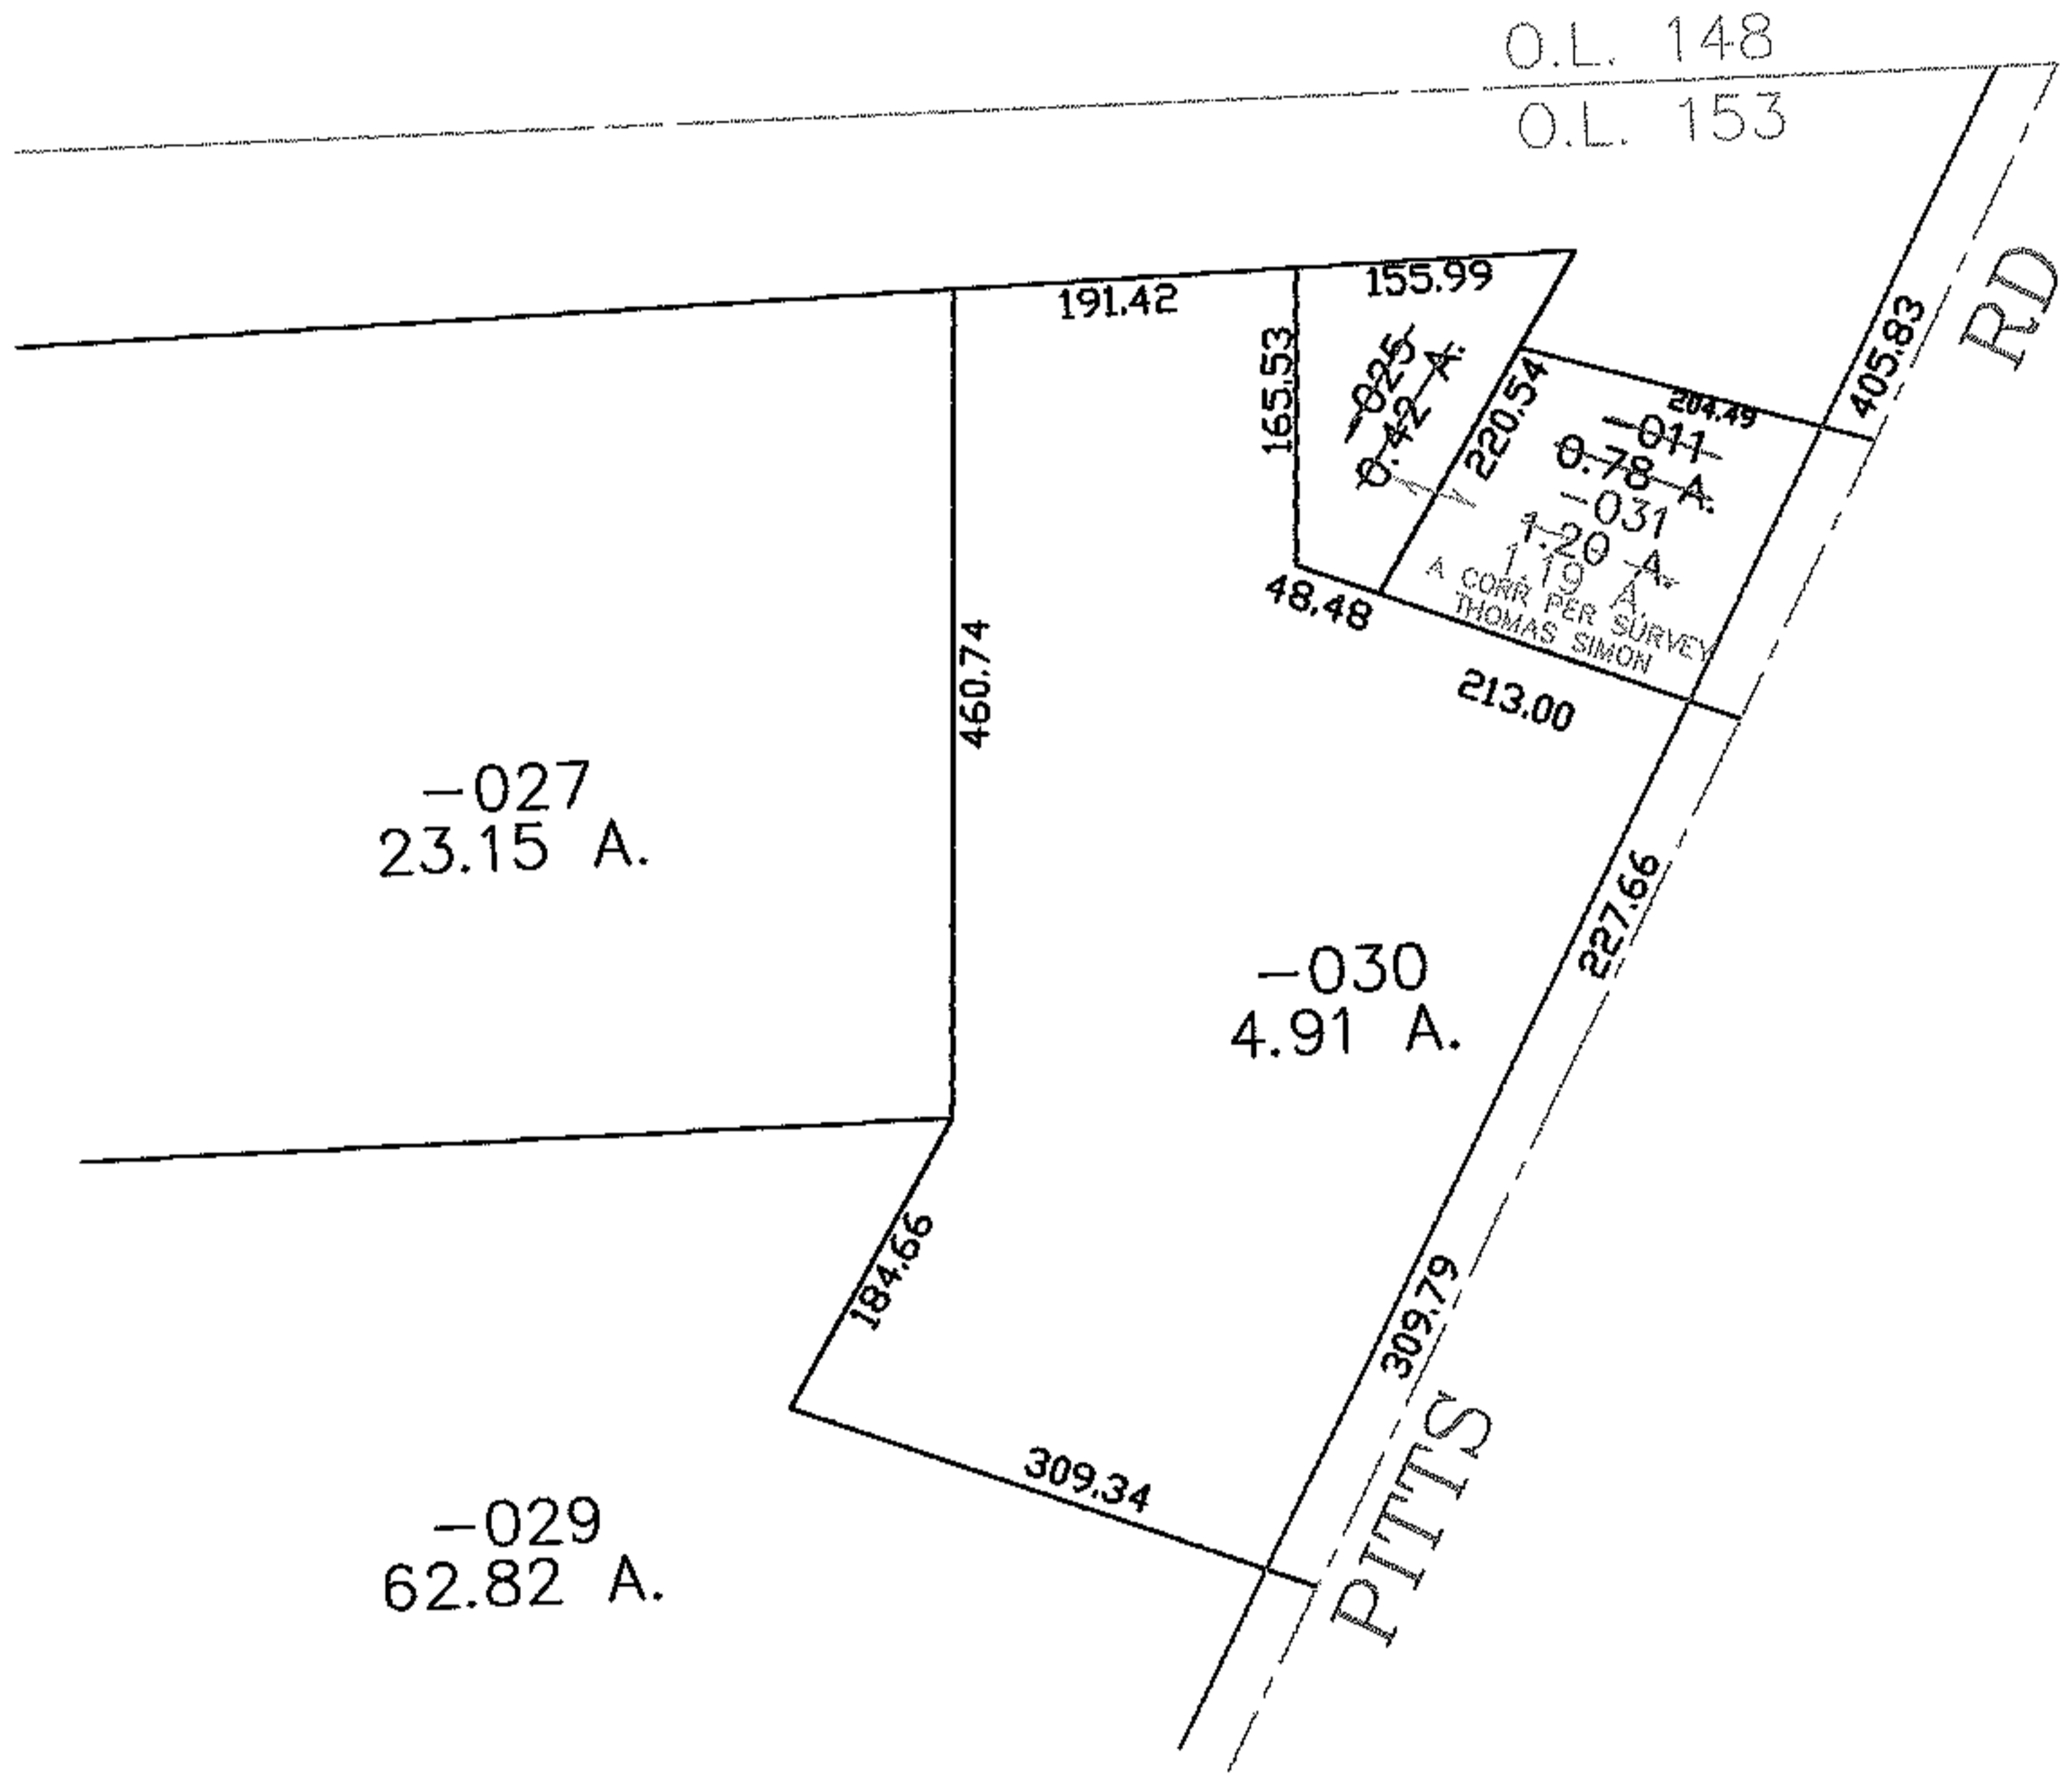 O.L. 148
O.L. 153
RD
191.42
155.99
165.53
-025
0.42 A.
220.54
204.49
405.83
-011
0.78 A.
-031
1.20 A.
1.19 A.
A CORR PER SURVEY
THOMAS SIMON
48.48
213.00
460.74
-027
23.15 A.
227.66
-030
4.91 A.
184.66
309.79
309.34
PITTS
-029
62.82 A.